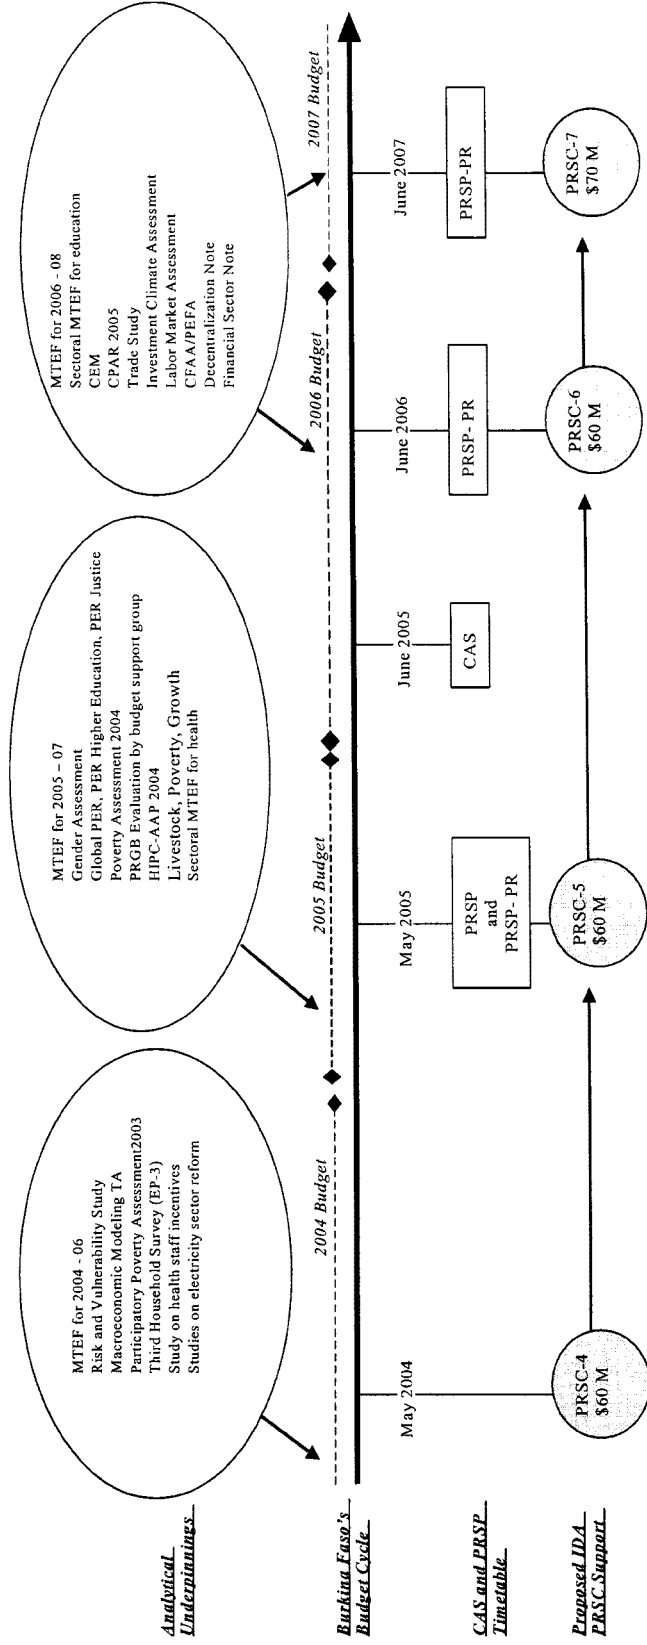 Analytical
Underpinnings
MTEF for 2004 - 06
Risk and Vulnerability Study
Macroeconomic Modeling TA
Participatory Poverty Assessment2003
Third Household Survey (EP-3)
Study on health staff incentives
Studies on electricity sector reform
MTEF for 2005 – 07
Gender Assessment
Global PER, PER Higher Education, PER Justice
Poverty Assessment 2004
PRGB Evaluation by budget support group
HIPC-AAP 2004
Livestock, Poverty, Growth
Sectoral MTEF for health
MTEF for 2006 - 08
Sectoral MTEF for education
CEM
CPAR 2005
Trade Study
Investment Climate Assessment
Labor Market Assessment
CFAA/PEFA
Decentralization Note
Financial Sector Note
Burkina Faso's
Budget Cycle
2004 Budget
2005 Budget
2006 Budget
2007 Budget
CAS and PRSP
Timetable
May 2004
May 2005
June 2005
June 2006
June 2007
PRSP
and
PRSP- PR
CAS
PRSP- PR
PRSP-PR
Proposed IDA
PRSC Support
PRSC-4
$60 M
PRSC-5
$60 M
PRSC-6
$60 M
PRSC-7
$70 M